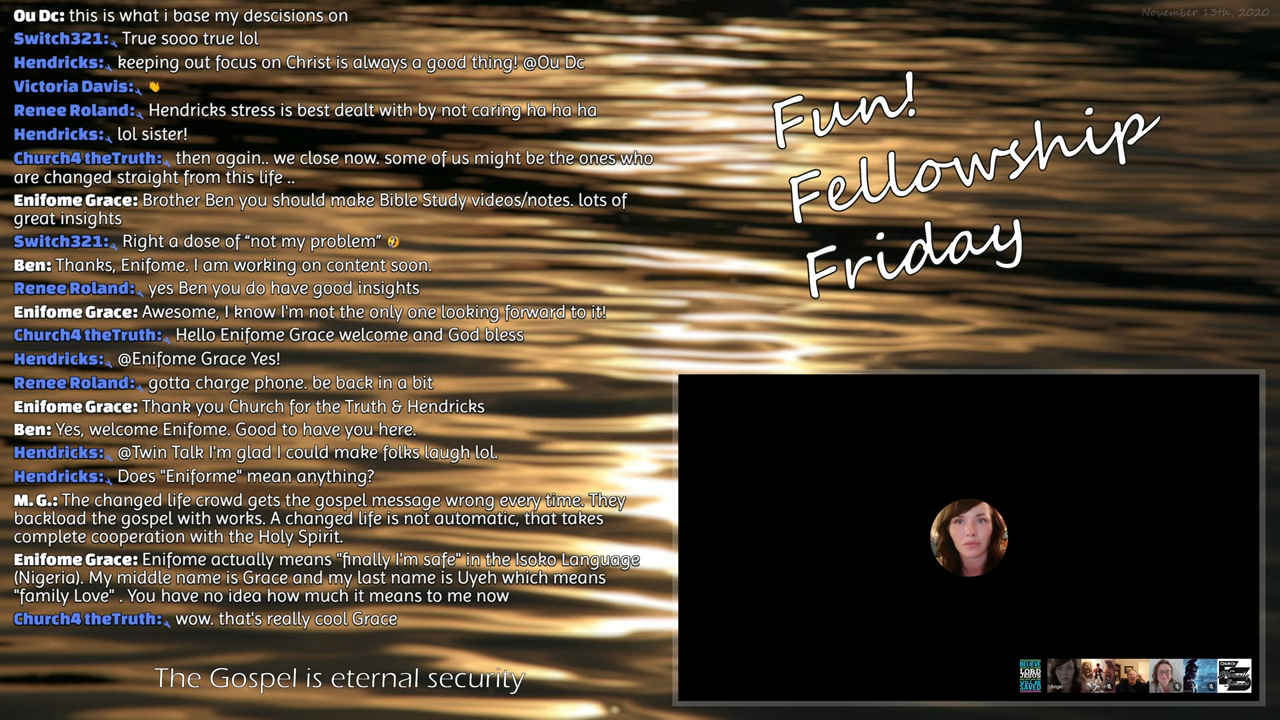 November 13th, 2020
Ou Dc: this is what i base my descisions on
Switch321: True sooo true lol
Hendricks: keeping out focus on Christ is always a good thing! @Ou Dc
Victoria Davis:
Renee Roland: Hendricks stress is best dealt with by not caring ha ha ha
Hendricks: lol sister!
Church4 theTruth: then again.. we close now. some of us might be the ones who
are changed straight from this life ..
Enifome Grace: Brother Ben you should make Bible Study videos/notes. lots of
great insights
Switch321: Right a dose of “not my problem” 🤣
Ben: Thanks, Enifome. I am working on content soon.
Renee Roland: yes Ben you do have good insights
Enifome Grace: Awesome, I know I'm not the only one looking forward to it!
Church4 theTruth: Hello Enifome Grace welcome and God bless
Hendricks: @Enifome Grace Yes!
Renee Roland: gotta charge phone. be back in a bit
Enifome Grace: Thank you Church for the Truth & Hendricks
Ben: Yes, welcome Enifome. Good to have you here.
Hendricks: @Twin Talk I'm glad I could make folks laugh lol.
Hendricks: Does "Eniforme" mean anything?
M. G.: The changed life crowd gets the gospel message wrong every time. They
backload the gospel with works. A changed life is not automatic, that takes
complete cooperation with the Holy Spirit.
Enifome Grace: Enifome actually means "finally I'm safe" in the Isoko Language
(Nigeria). My middle name is Grace and my last name is Uyeh which means
"family Love" . You have no idea how much it means to me now
Church4 theTruth: wow. that's really cool Grace
The Gospel is eternal security
Fun!
Fellowship
Friday
BELIEVE
LORD
JESUS
SAVED
Angel
CHURCH